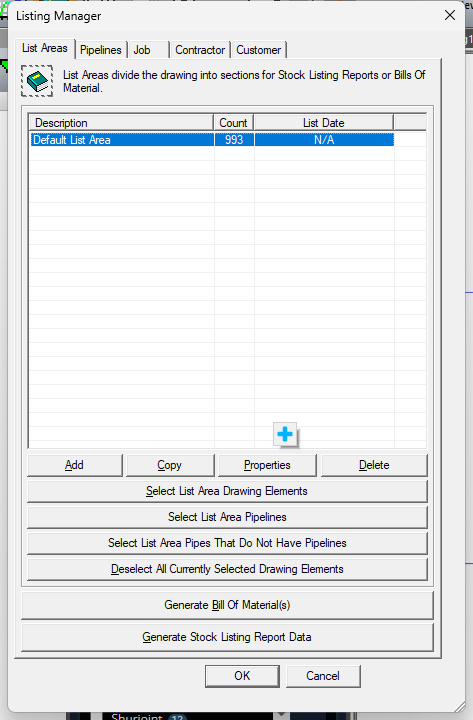 Listing Manager
List Areas
Pipelines
Job
Contractor
Customer
List Areas divide the drawing into sections for Stock Listing Reports or Bills Of
Material.
Description Count List Date
Default List Area 993 N/A
Add Copy Properties Delete
Select List Area Drawing Elements
Select List Area Pipelines
Select List Area Pipes That Do Not Have Pipelines
Deselect All Currently Selected Drawing Elements
Generate Bill Of Material(s)
Generate Stock Listing Report Data
OK Cancel
Shurjoint 12